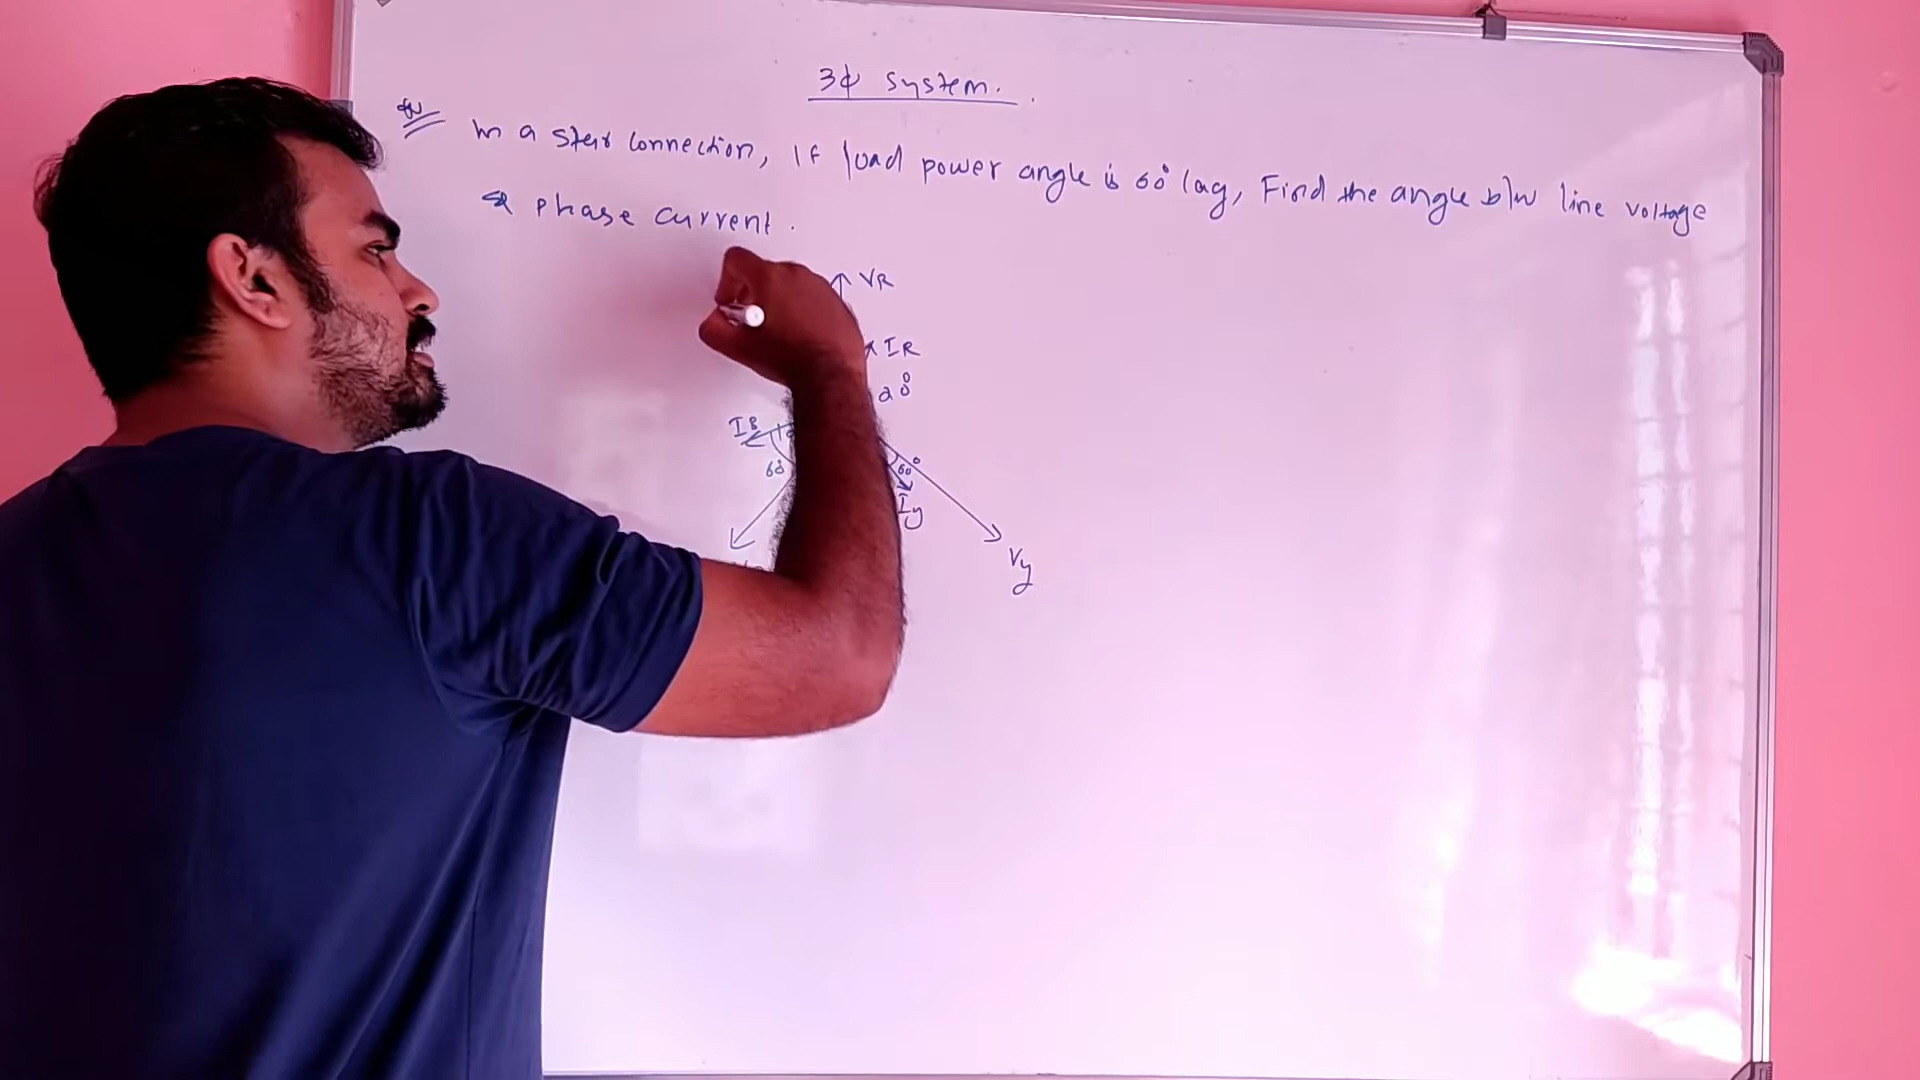 3ϕ system.
In a star connection, If load power angle is 60° lag, Find the angle b/w line voltage
& phase current.
VR
IR
IB
60°
60°
Iy
Vy